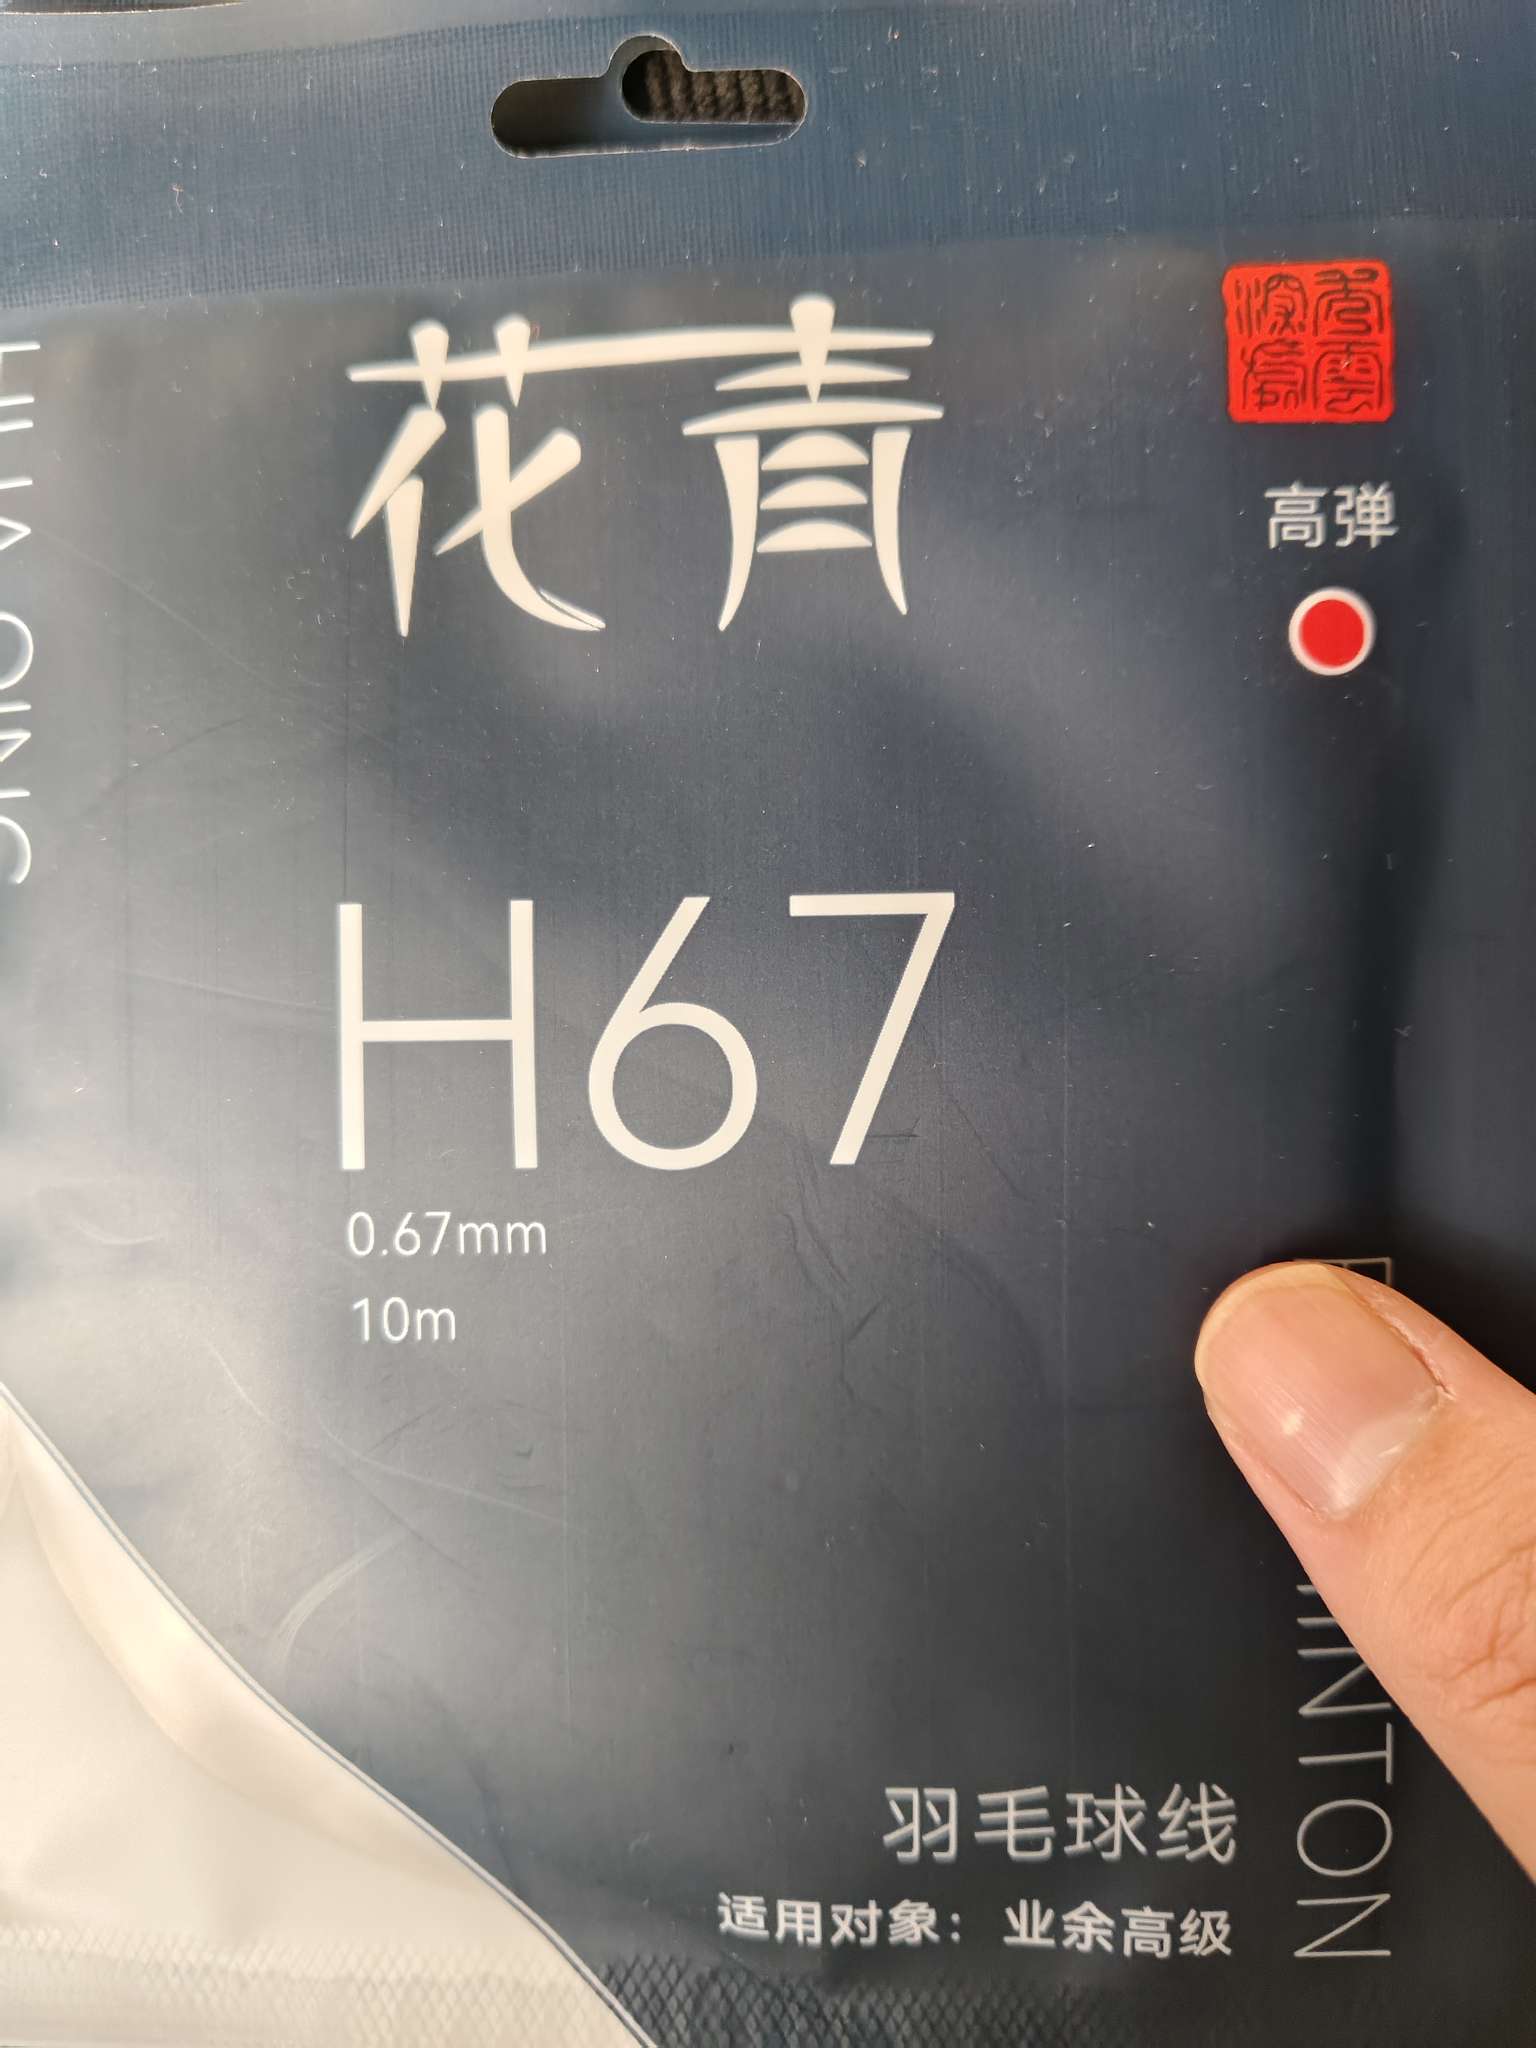 花青
高弹
H67
0.67mm
10m
羽毛球线
适用对象：业余高级